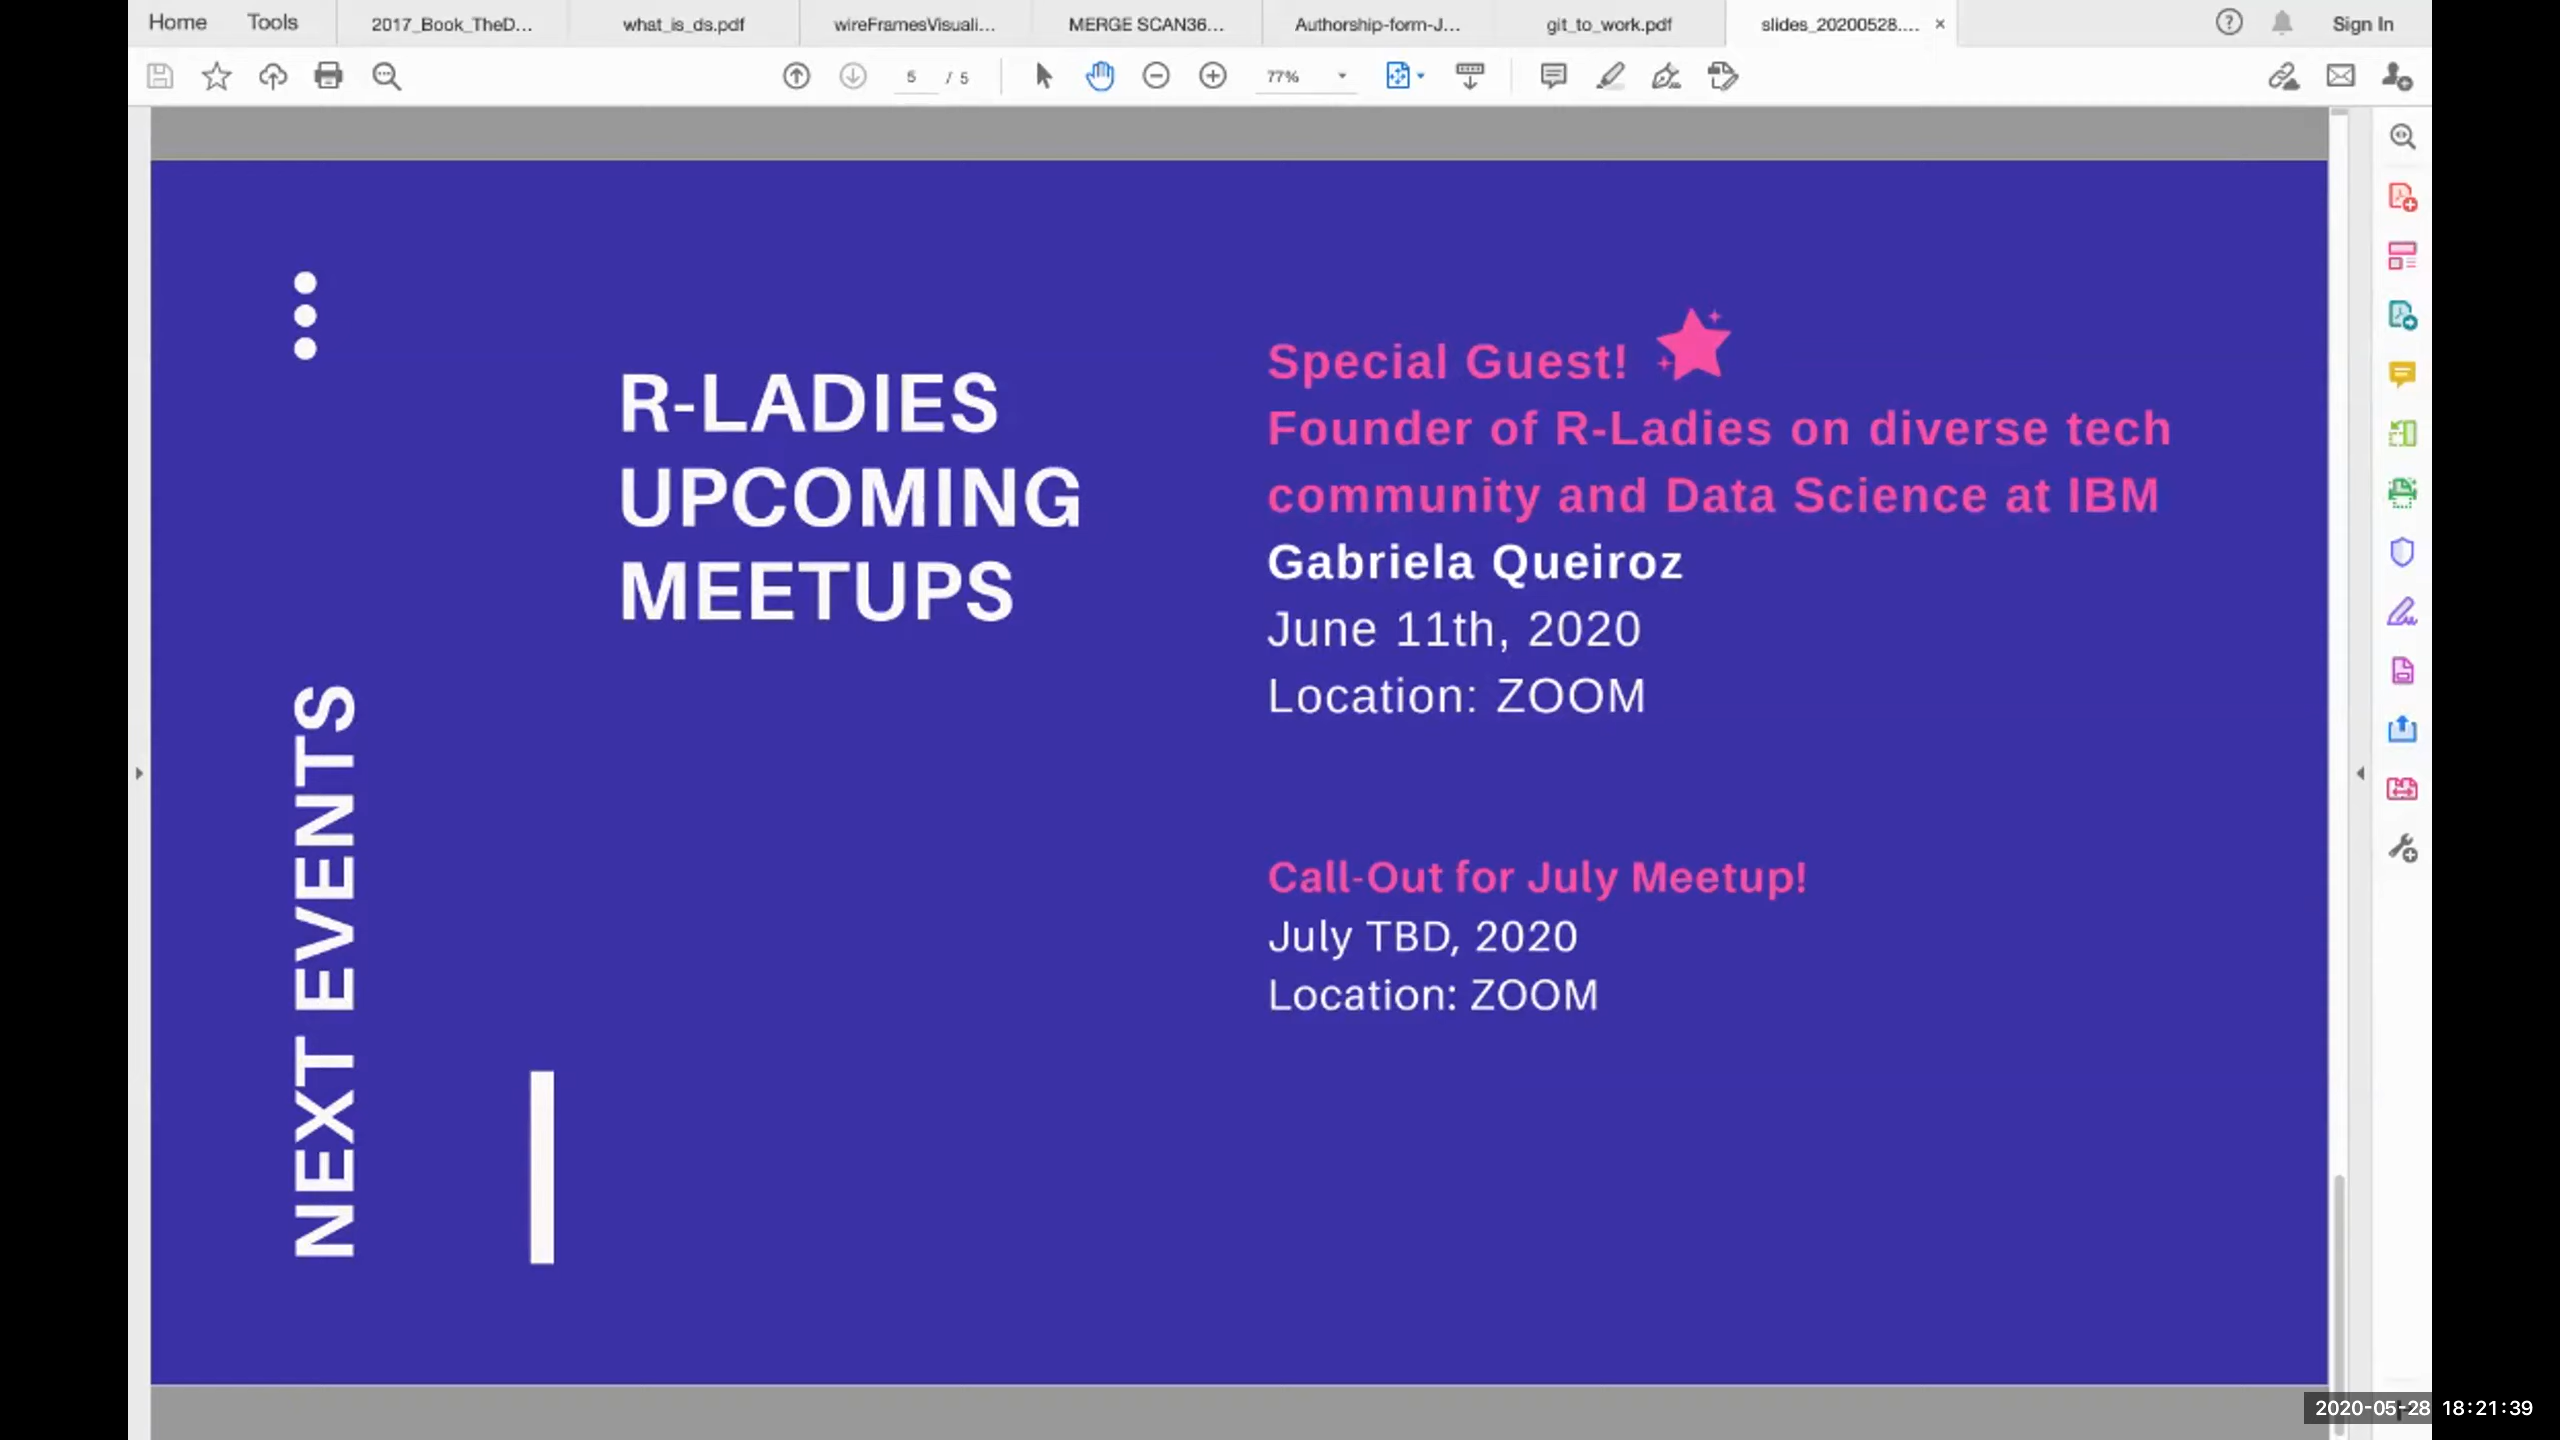 Home Tools 2017_Book_TheD... what_is_ds.pdf wireFramesVisuali... MERGE SCAN36... Authorship-form-J... git_to_work.pdf slides_20200528.... × Sign In
5 / 5 77%
NEXT EVENTS
R-LADIES
UPCOMING
MEETUPS
Special Guest!
Founder of R-Ladies on diverse tech
community and Data Science at IBM
Gabriela Queiroz
June 11th, 2020
Location: ZOOM
Call-Out for July Meetup!
July TBD, 2020
Location: ZOOM
2020-05-28 18:21:39